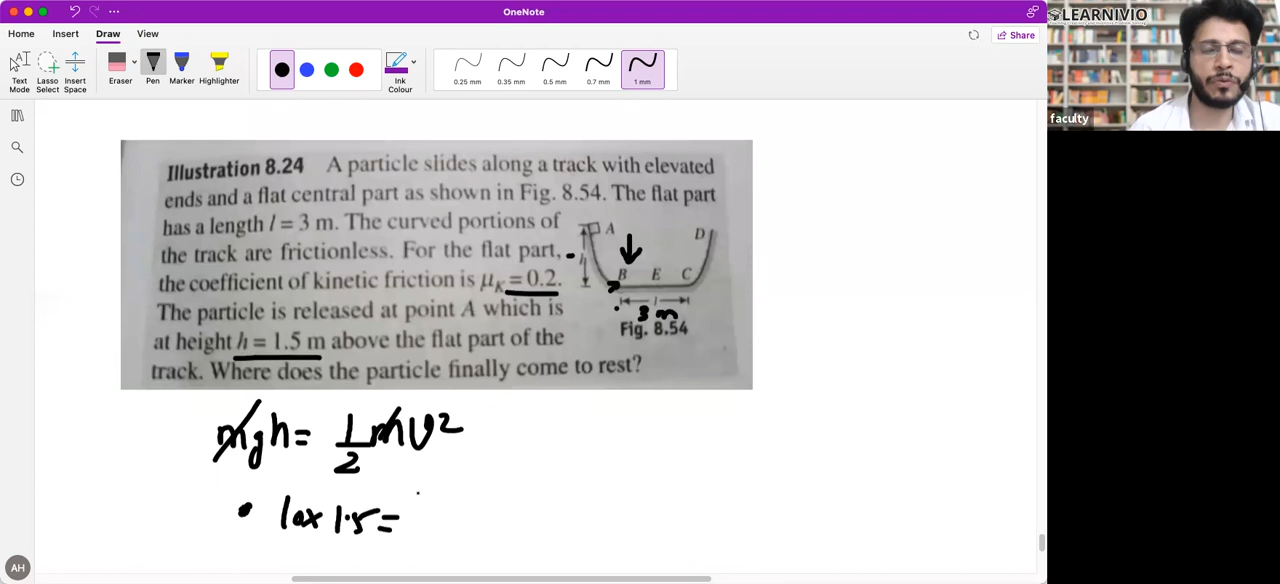 OneNote
LEARNIVIO
Home Insert Draw View
Share
Text Mode
Lasso Select
Insert Space
Eraser
Pen
Marker
Highlighter
Ink Colour
0.25 mm
0.35 mm
0.5 mm
0.7 mm
1 mm
faculty
Illustration 8.24 A particle slides along a track with elevated
ends and a flat central part as shown in Fig. 8.54. The flat part
has a length l = 3 m. The curved portions of
the track are frictionless. For the flat part,
the coefficient of kinetic friction is μK = 0.2.
The particle is released at point A which is
at height h = 1.5 m above the flat part of the
track. Where does the particle finally come to rest?
A D
h
B E C
l
3 m
Fig. 8.54
mgh = 1/2 mv²
10x 1.5 =
AH